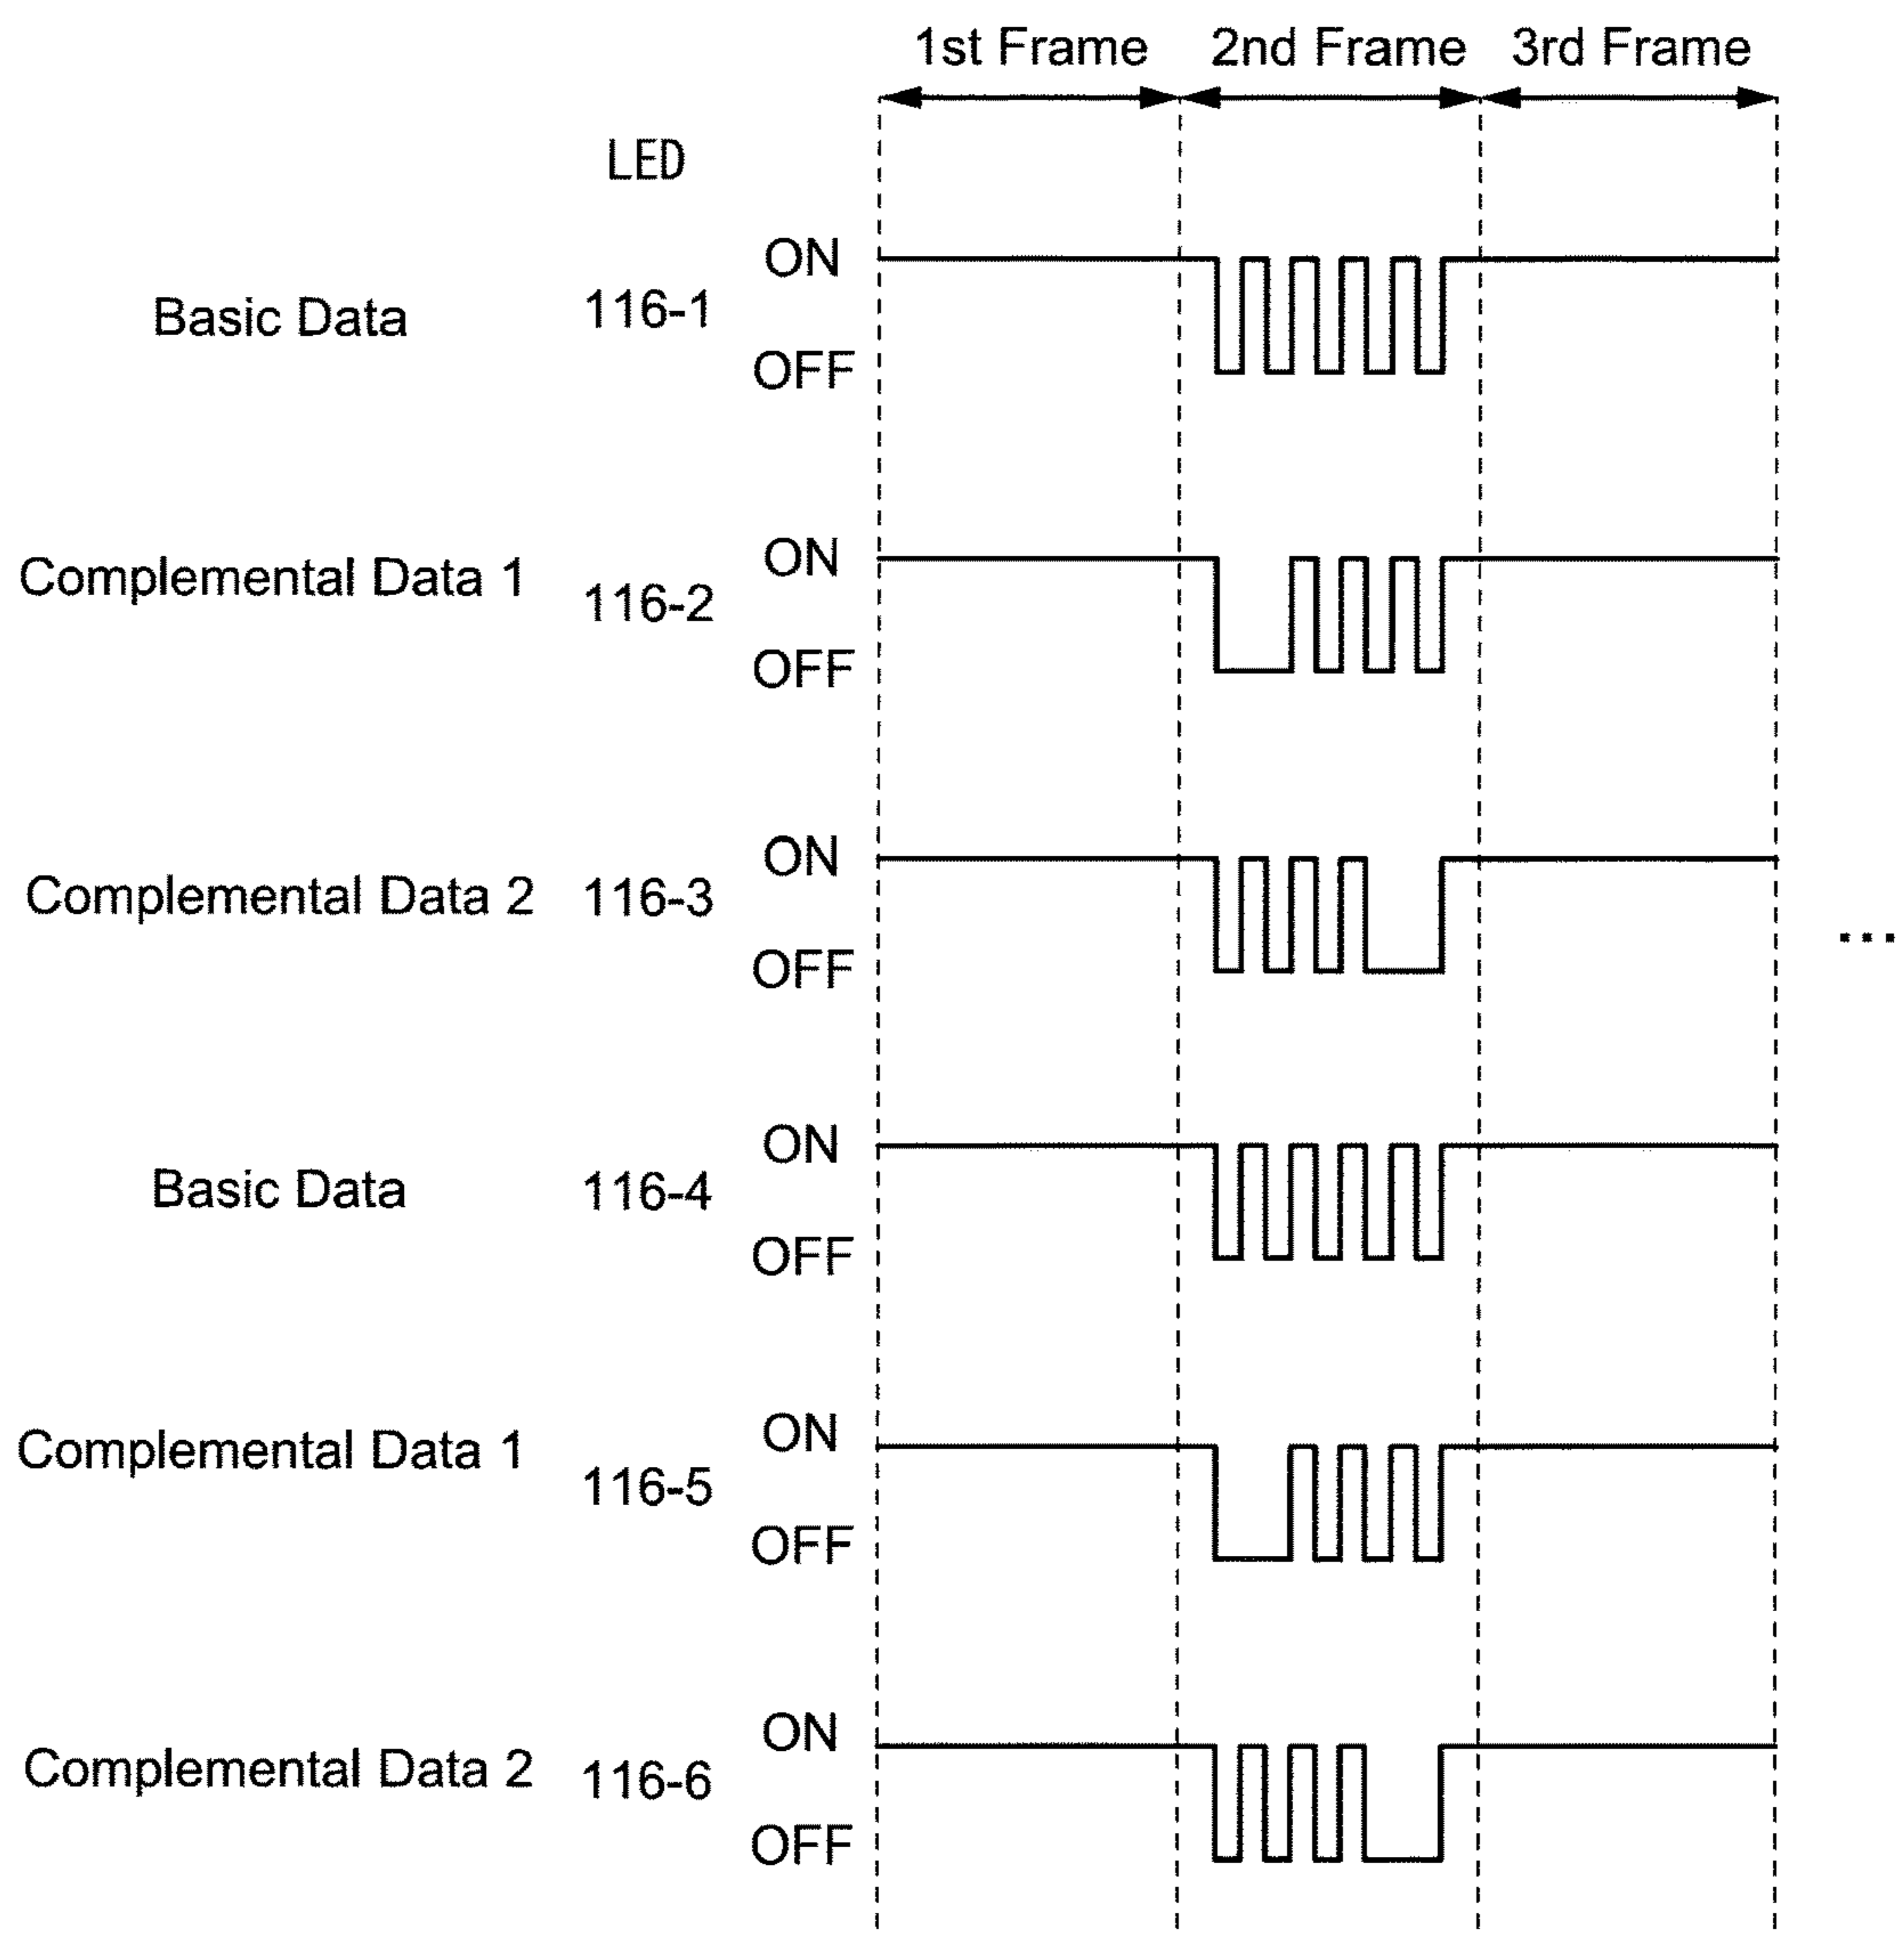 1st Frame 2nd Frame 3rd Frame
LED
ON
Basic Data 116-1
OFF
ON
Complemental Data 1 116-2
OFF
ON
Complemental Data 2 116-3
OFF
...
ON
Basic Data 116-4
OFF
ON
Complemental Data 1 116-5
OFF
ON
Complemental Data 2 116-6
OFF